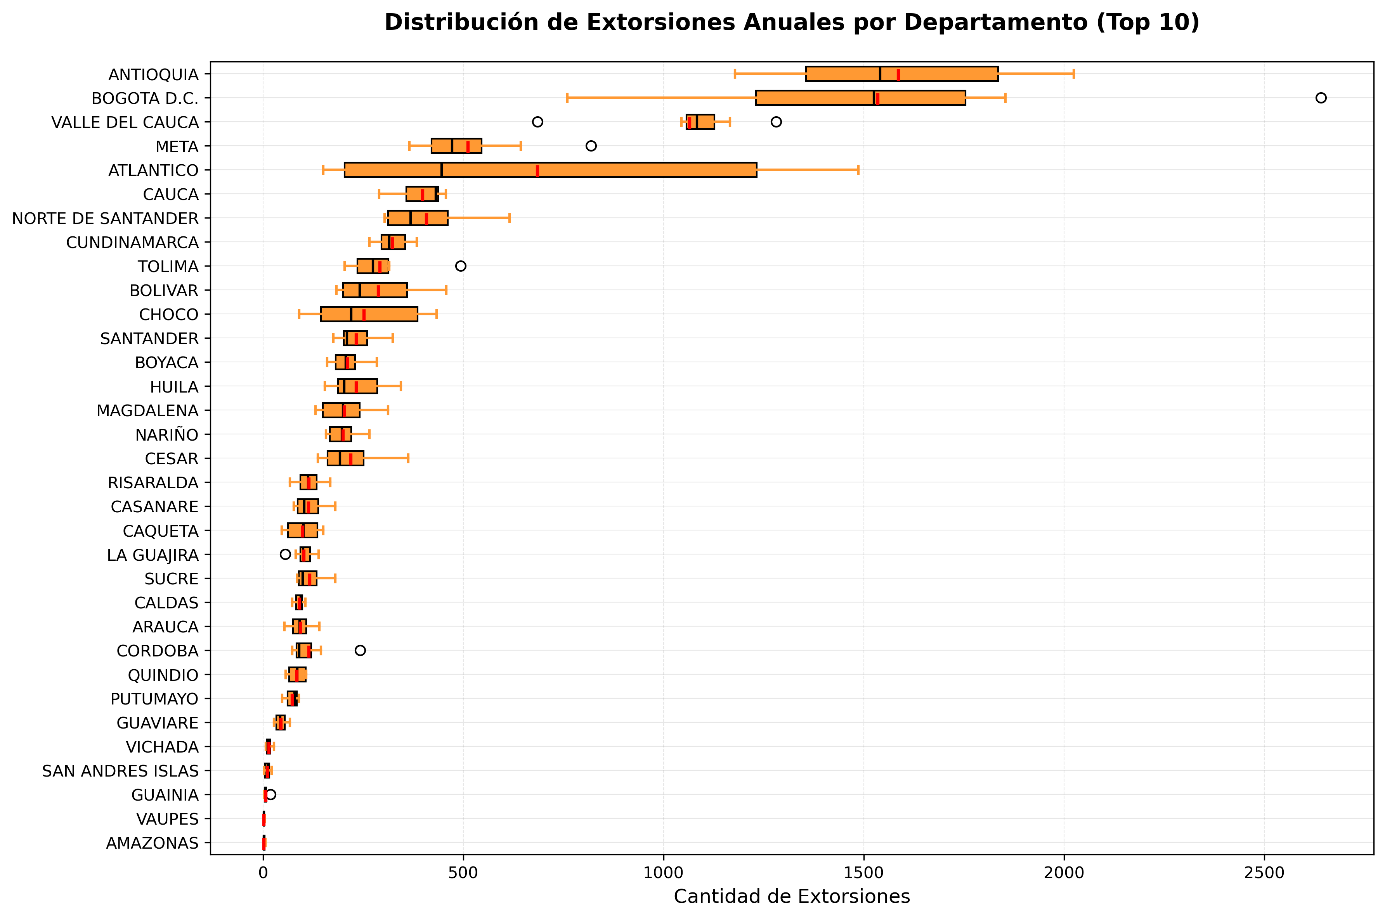 Distribución de Extorsiones Anuales por Departamento (Top 10)
ANTIOQUIA
BOGOTA D.C.
VALLE DEL CAUCA
META
ATLANTICO
CAUCA
NORTE DE SANTANDER
CUNDINAMARCA
TOLIMA
BOLIVAR
CHOCO
SANTANDER
BOYACA
HUILA
MAGDALENA
NARIÑO
CESAR
RISARALDA
CASANARE
CAQUETA
LA GUAJIRA
SUCRE
CALDAS
ARAUCA
CORDOBA
QUINDIO
PUTUMAYO
GUAVIARE
VICHADA
SAN ANDRES ISLAS
GUAINIA
VAUPES
AMAZONAS
0 500 1000 1500 2000 2500
Cantidad de Extorsiones